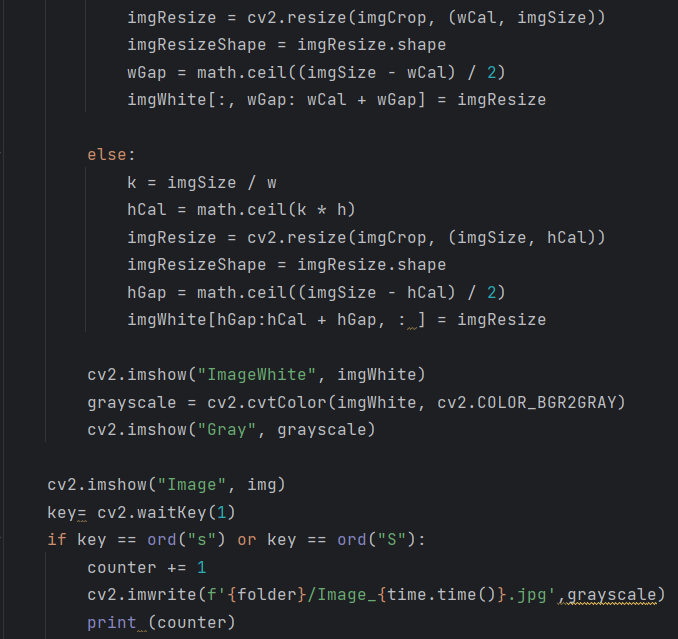 imgResize = cv2.resize(imgCrop, (wCal, imgSize))
imgResizeShape = imgResize.shape
wGap = math.ceil((imgSize - wCal) / 2)
imgWhite[:, wGap: wCal + wGap] = imgResize
else:
k = imgSize / w
hCal = math.ceil(k * h)
imgResize = cv2.resize(imgCrop, (imgSize, hCal))
imgResizeShape = imgResize.shape
hGap = math.ceil((imgSize - hCal) / 2)
imgWhite[hGap:hCal + hGap, : ] = imgResize
cv2.imshow("ImageWhite", imgWhite)
grayscale = cv2.cvtColor(imgWhite, cv2.COLOR_BGR2GRAY)
cv2.imshow("Gray", grayscale)
cv2.imshow("Image", img)
key= cv2.waitKey(1)
if key == ord("s") or key == ord("S"):
counter += 1
cv2.imwrite(f'{folder}/Image_{time.time()}.jpg',grayscale)
print (counter)